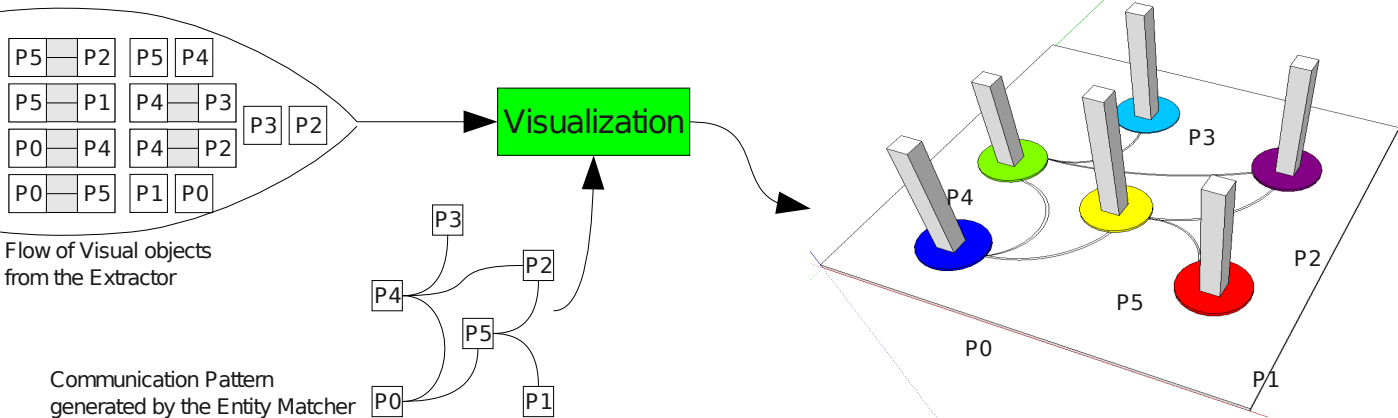 P5 P2 P5 P4
P5 P1 P4 P3
P3 P2
P0 P4 P4 P2
P0 P5 P1 P0
Flow of Visual objects
from the Extractor
Visualization
P3
P2
P4
P5
P0 P1
Communication Pattern
generated by the Entity Matcher
P3
P4
P2
P5
P0
P1